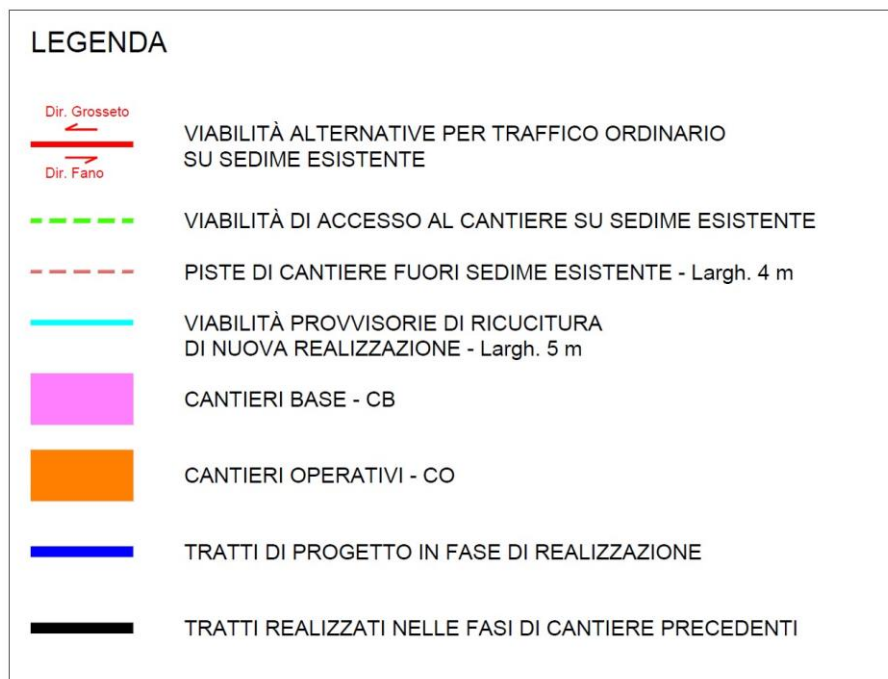 LEGENDA
Dir. Grosseto
Dir. Fano
VIABILITÀ ALTERNATIVE PER TRAFFICO ORDINARIO
SU SEDIME ESISTENTE
VIABILITÀ DI ACCESSO AL CANTIERE SU SEDIME ESISTENTE
PISTE DI CANTIERE FUORI SEDIME ESISTENTE - Largh. 4 m
VIABILITÀ PROVVISORIE DI RICUCITURA
DI NUOVA REALIZZAZIONE - Largh. 5 m
CANTIERI BASE - CB
CANTIERI OPERATIVI - CO
TRATTI DI PROGETTO IN FASE DI REALIZZAZIONE
TRATTI REALIZZATI NELLE FASI DI CANTIERE PRECEDENTI